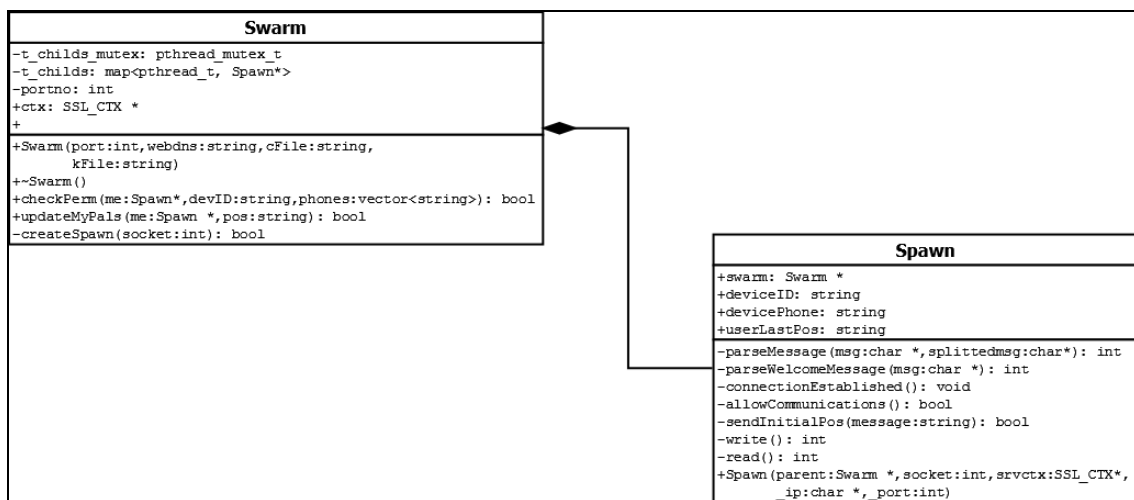 Swarm
-t_childs_mutex: pthread_mutex_t
-t_childs: map<pthread_t, Spawn*>
-portno: int
+ctx: SSL_CTX *
+
+Swarm(port:int,webdns:string,cFile:string,
kFile:string)
+~Swarm()
+checkPerm(me:Spawn*,devID:string,phones:vector<string>): bool
+updateMyPals(me:Spawn *,pos:string): bool
-createSpawn(socket:int): bool
Spawn
+swarm: Swarm *
+deviceID: string
+devicePhone: string
+userLastPos: string
-parseMessage(msg:char *,splittedmsg:char*): int
-parseWelcomeMessage(msg:char *): int
-connectionEstablished(): void
-allowCommunications(): bool
-sendInitialPos(message:string): bool
-write(): int
-read(): int
+Spawn(parent:Swarm *,socket:int,srvctx:SSL_CTX*,
_ip:char *,_port:int)